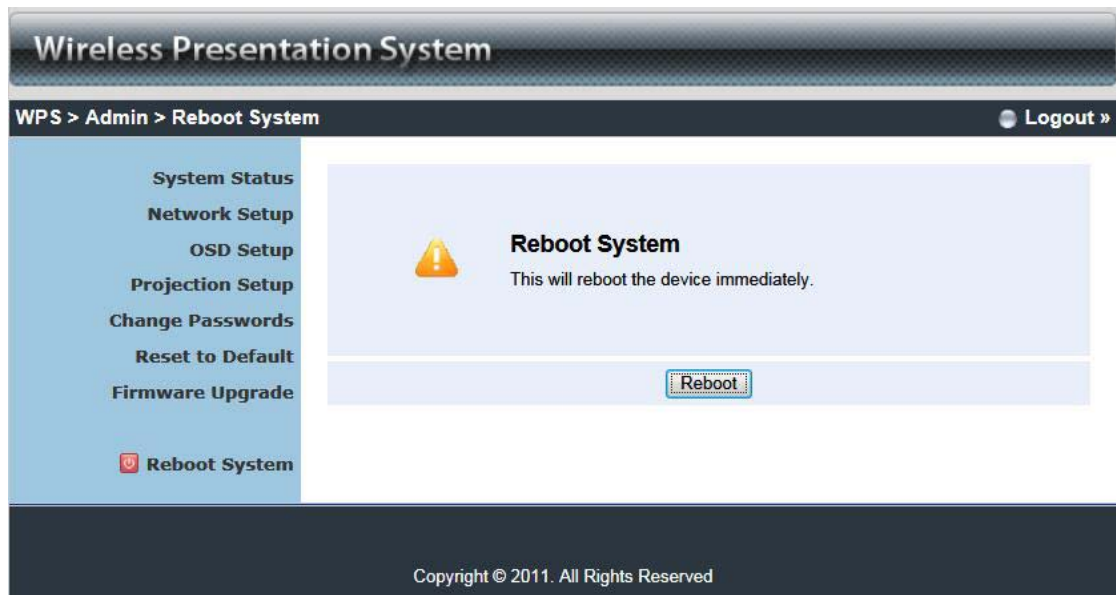 Wireless Presentation System
WPS > Admin > Reboot System
Logout »
System Status
Network Setup
OSD Setup
Projection Setup
Change Passwords
Reset to Default
Firmware Upgrade
Reboot System
Reboot System
This will reboot the device immediately.
Reboot
Copyright © 2011. All Rights Reserved